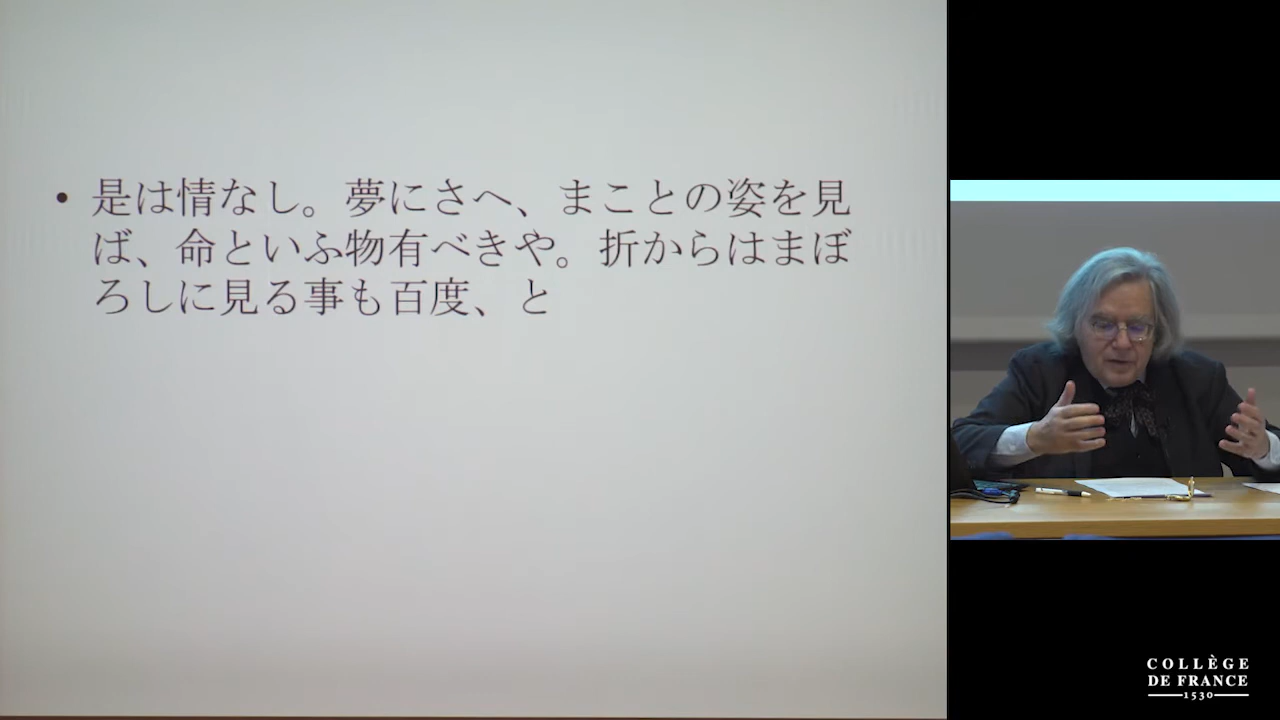 • 是は情なし。夢にさへ、まことの姿を見
ば、命といふ物有べきや。折からはまぼ
ろしに見る事も百度、と
COLLÈGE
DE FRANCE
1530